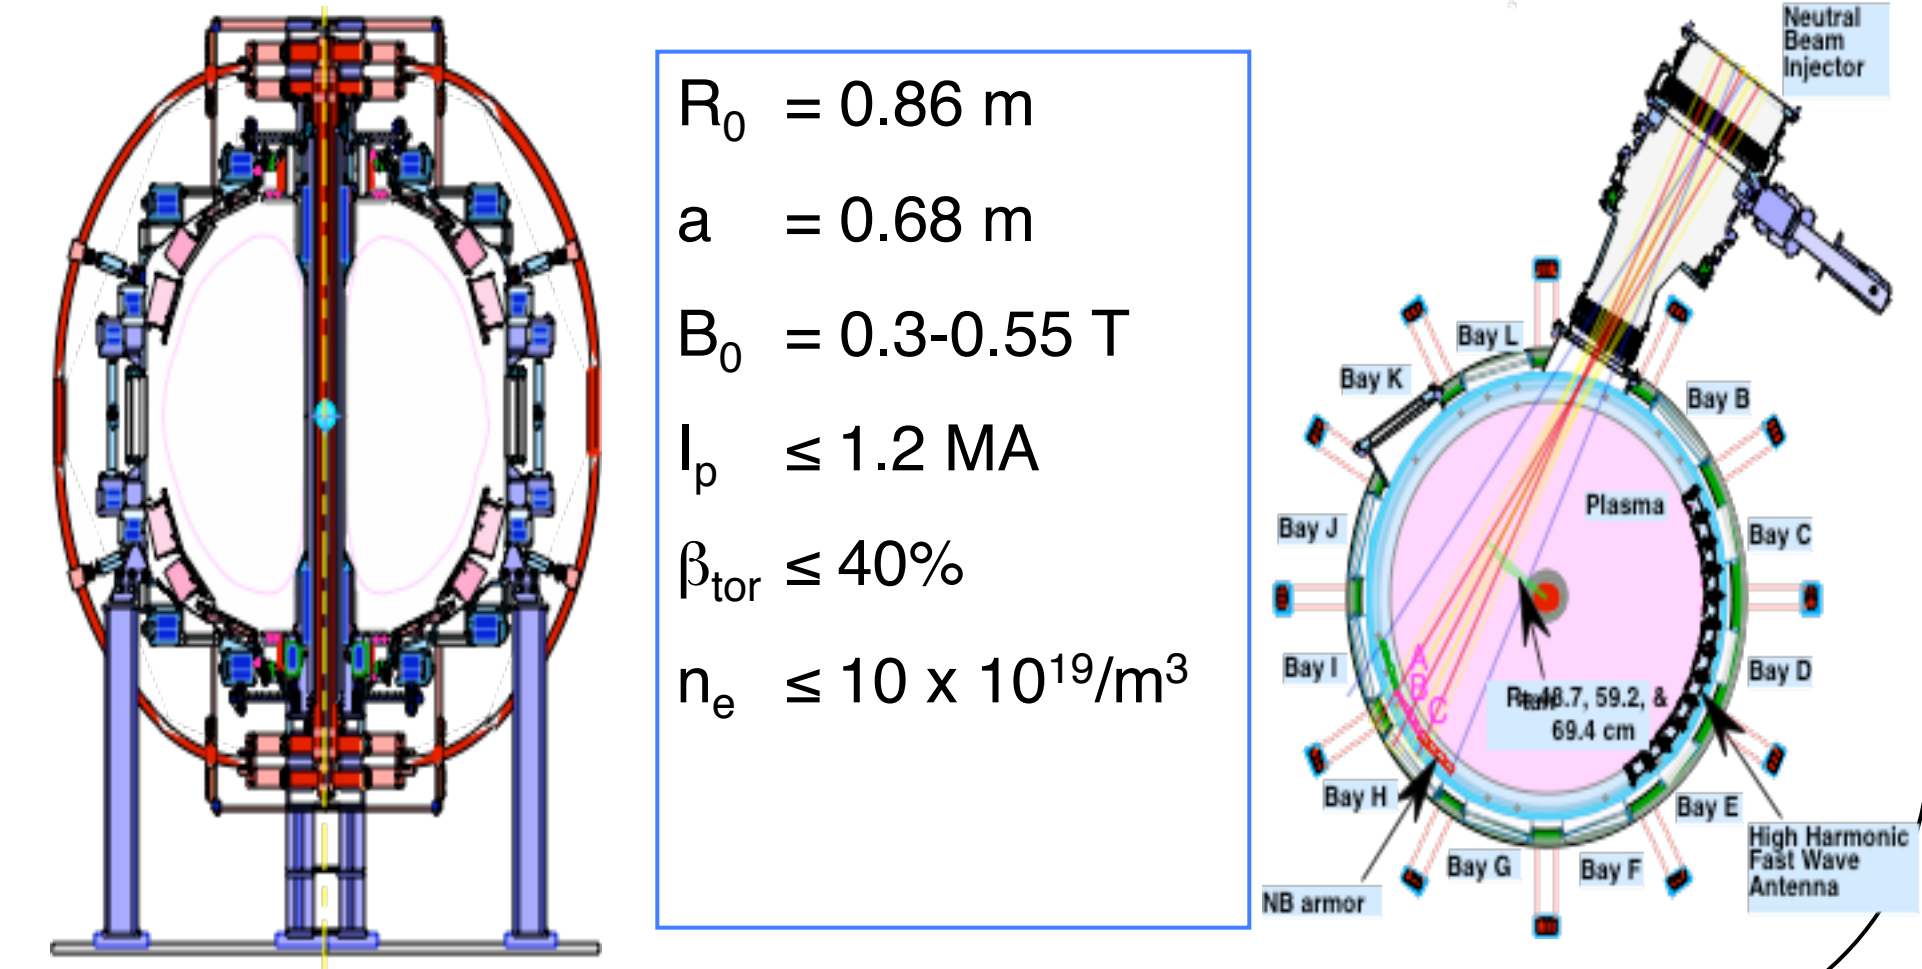 R₀ = 0.86 m
a = 0.68 m
B₀ = 0.3-0.55 T
Iₚ ≤ 1.2 MA
βtor ≤ 40%
nₑ ≤ 10 x 10¹⁹/m³
Neutral
Beam
Injector
Bay L
Bay K
Bay B
Plasma
Bay J
Bay C
Bay I
A
B
C
Bay D
59.2, &
69.4 cm
Bay H
Bay E
Bay G
Bay F
High Harmonic
Fast Wave
Antenna
NB armor